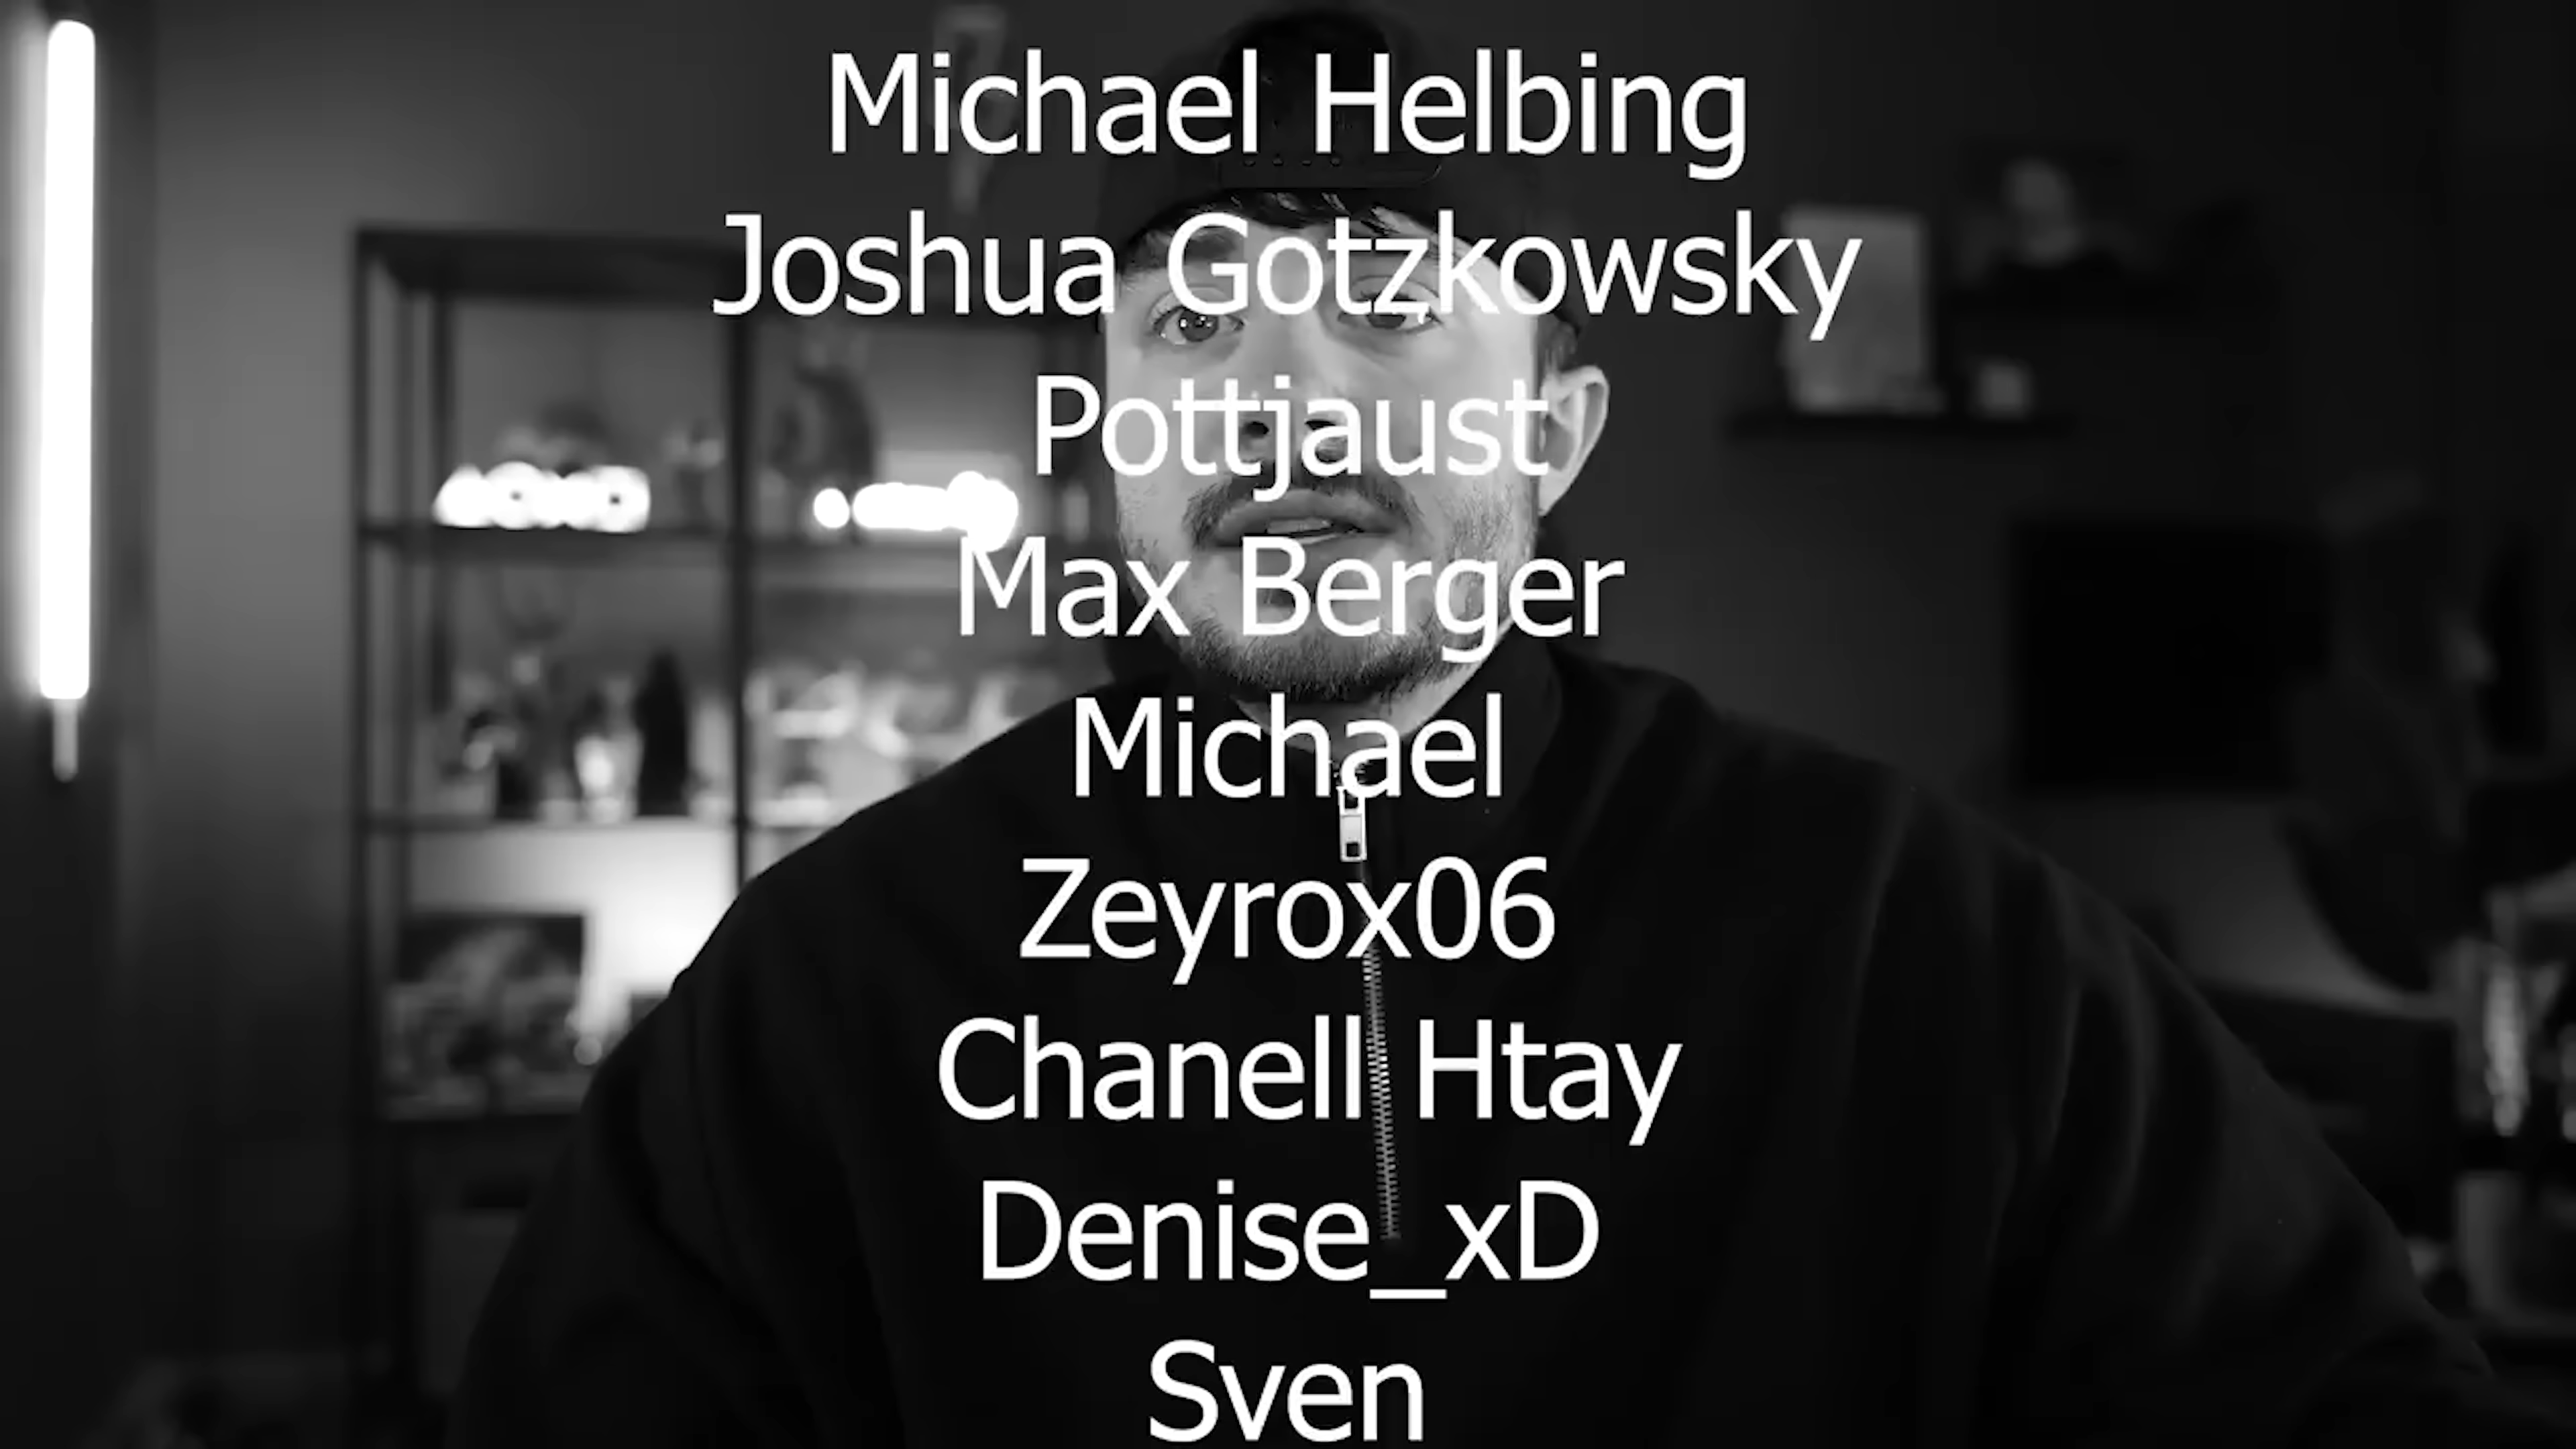 Michael Helbing
Joshua Gotzkowsky
Pottjaust
Max Berger
Michael
Zeyrox06
Chanell Htay
Denise_xD
Sven